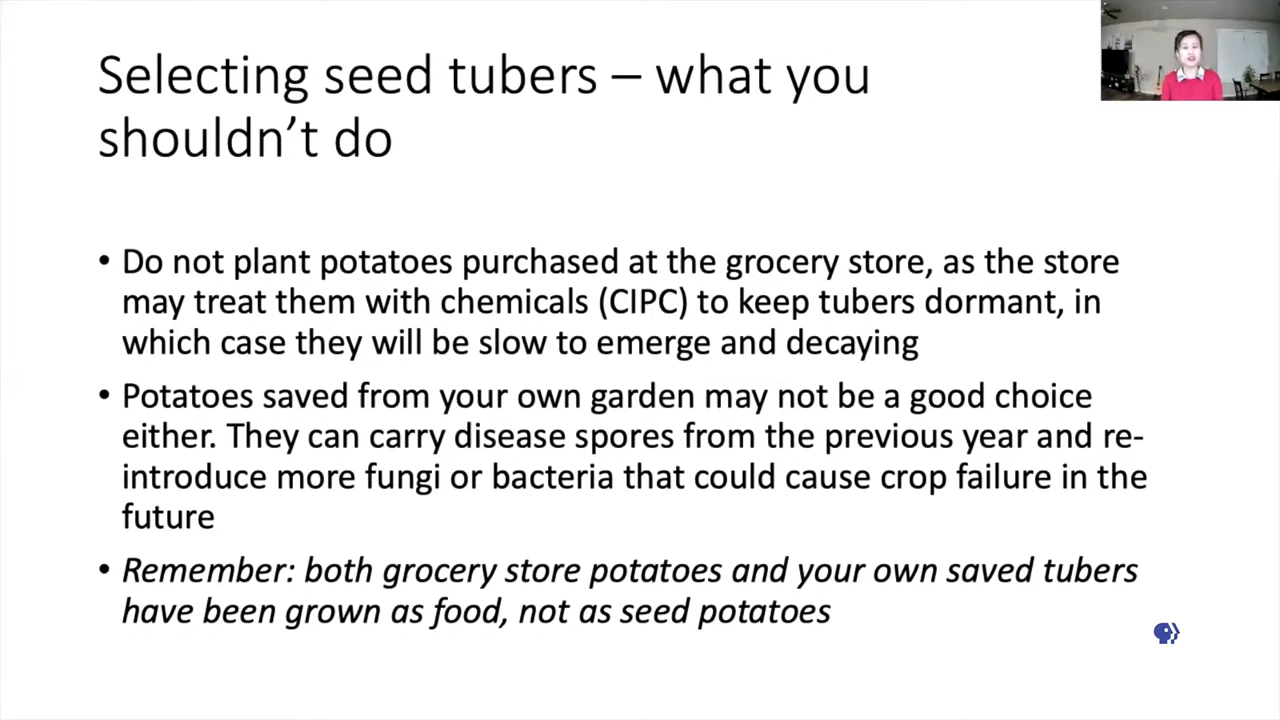 Selecting seed tubers – what you
shouldn’t do
• Do not plant potatoes purchased at the grocery store, as the store
may treat them with chemicals (CIPC) to keep tubers dormant, in
which case they will be slow to emerge and decaying
• Potatoes saved from your own garden may not be a good choice
either. They can carry disease spores from the previous year and re-
introduce more fungi or bacteria that could cause crop failure in the
future
• Remember: both grocery store potatoes and your own saved tubers
have been grown as food, not as seed potatoes